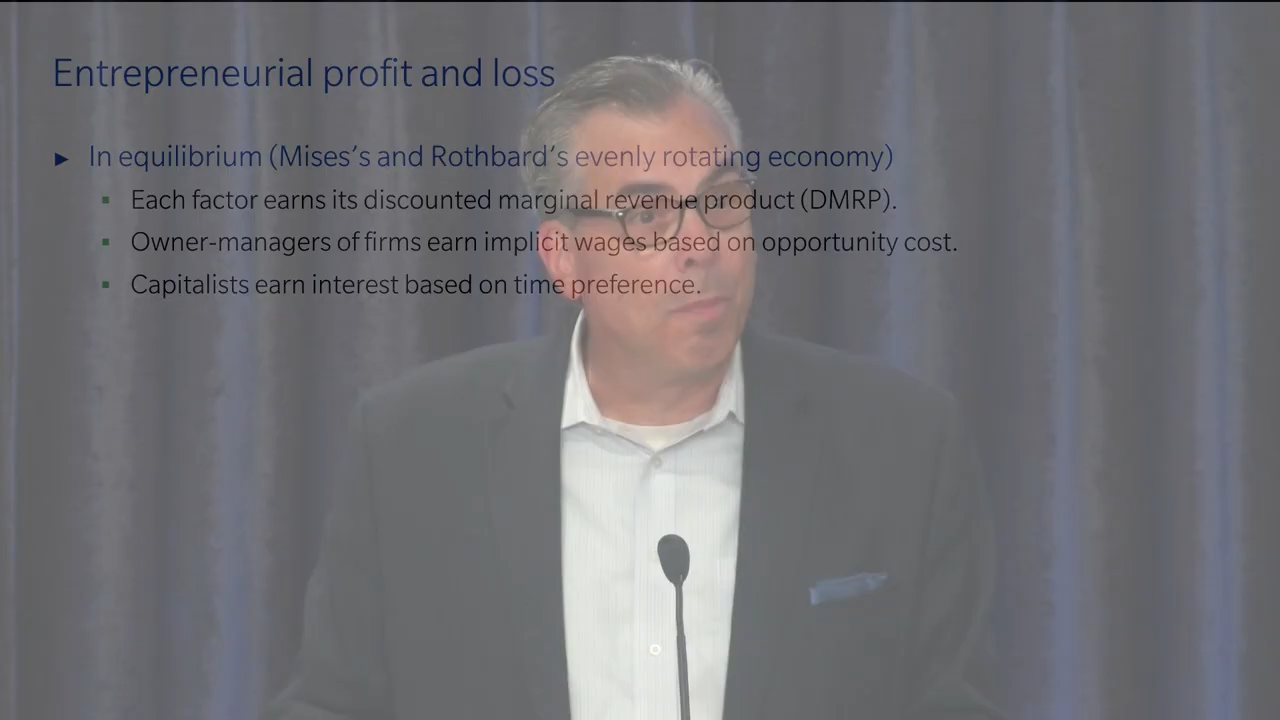 Entrepreneurial profit and loss
► In equilibrium (Mises’s and Rothbard’s evenly rotating economy)
▪ Each factor earns its discounted marginal revenue product (DMRP).
▪ Owner-managers of firms earn implicit wages based on opportunity cost.
▪ Capitalists earn interest based on time preference.